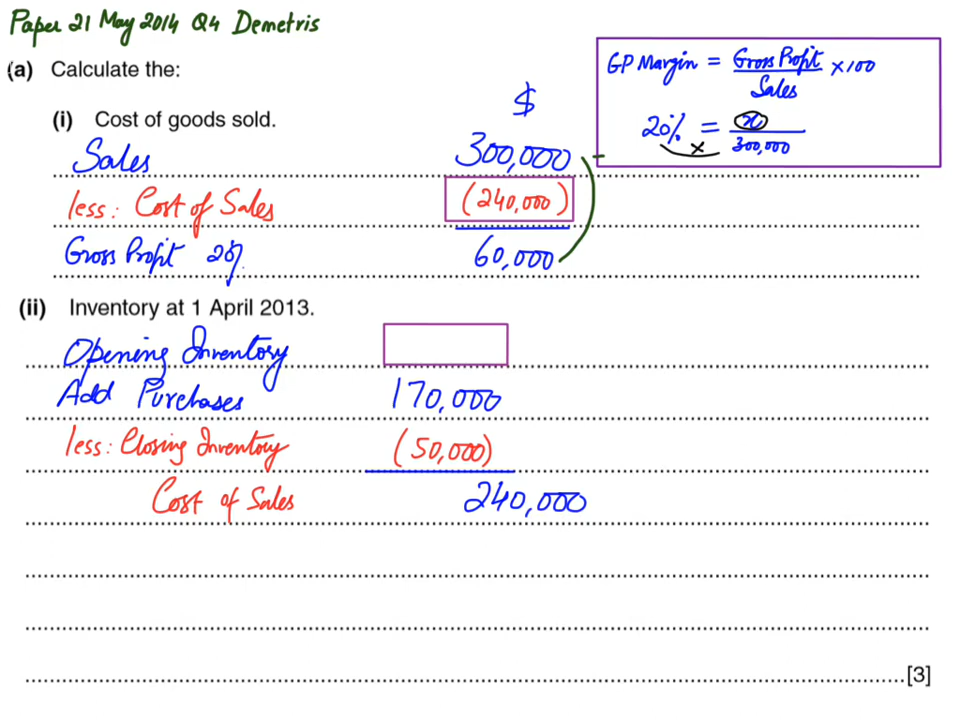 Paper 21 May 2014 Q4 Demetris
(a) Calculate the:
GP Margin = Gross Profit / Sales × 100
20% = x / 300,000
×
$
(i) Cost of goods sold.
Sales 300,000 -
less: Cost of Sales (240,000)
Gross Profit 20% 60,000
(ii) Inventory at 1 April 2013.
Opening Inventory
Add Purchases 170,000
less: Closing Inventory (50,000)
Cost of Sales 240,000
[3]